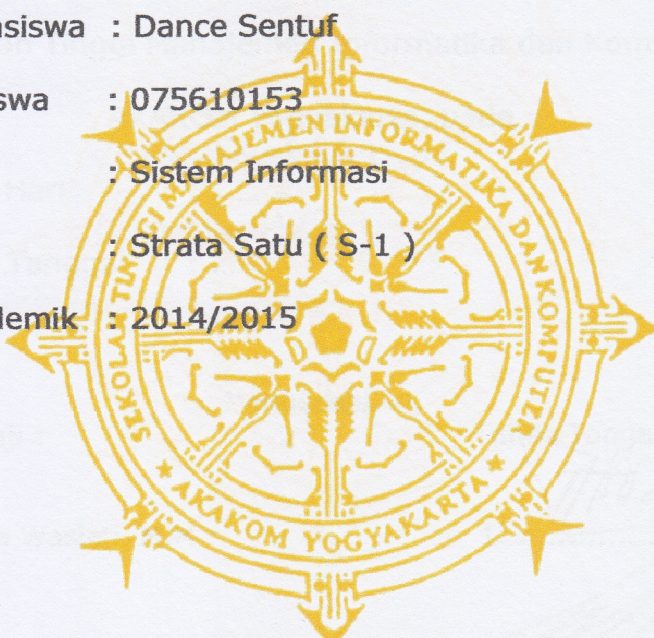 asiswa : Dance Sentuf
swa : 075610153
: Sistem Informasi
: Strata Satu ( S-1 )
demik : 2014/2015
SEKOLAH TINGGI MANAJEMEN INFORMATIKA DAN KOMPUTER
★ AKAKOM YOGYAKARTA ★